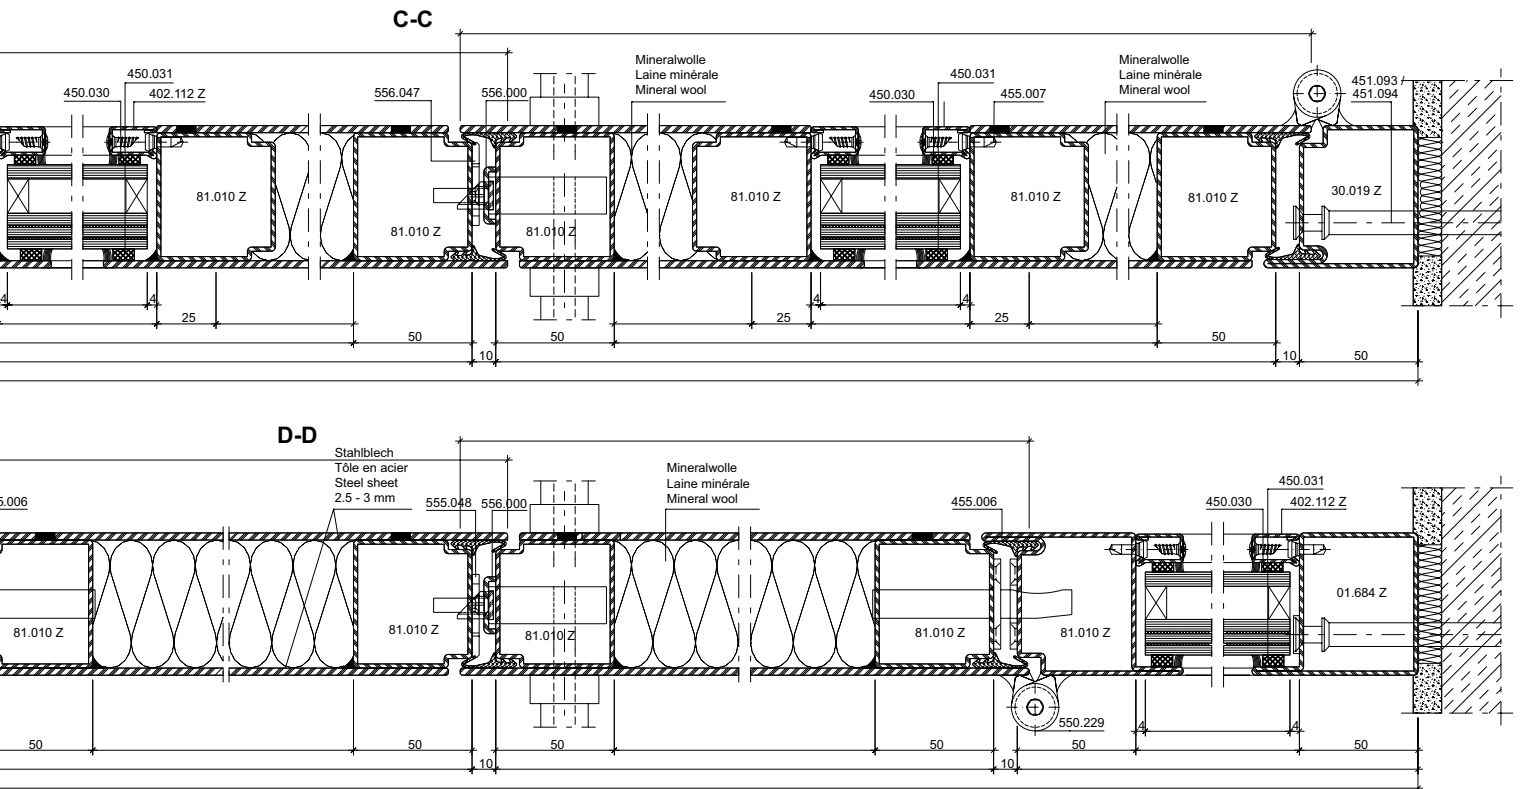 C-C
Mineralwolle
Laine minérale
Mineral wool
Mineralwolle
Laine minérale
Mineral wool
450.031
450.030
402.112 Z
556.047
556.000
450.031
450.030
455.007
451.093
451.094
81.010 Z
81.010 Z
81.010 Z
81.010 Z
81.010 Z
81.010 Z
30.019 Z
4
4
4
4
25
25
25
50
50
50
10
10
50
D-D
Stahlblech
Tôle en acier
Steel sheet
2.5 - 3 mm
Mineralwolle
Laine minérale
Mineral wool
5.006
555.048
556.000
455.006
450.031
450.030
402.112 Z
81.010 Z
81.010 Z
81.010 Z
81.010 Z
81.010 Z
01.684 Z
550.229
4
4
50
50
50
50
50
50
10
10